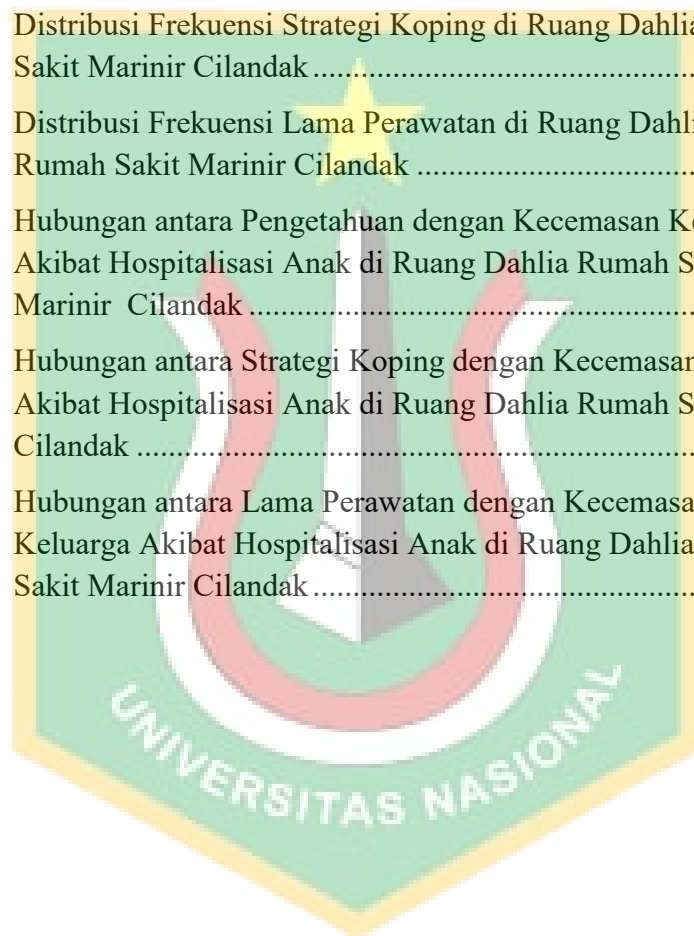 Distribusi Frekuensi Strategi Koping di Ruang Dahlia
Sakit Marinir Cilandak ...............................................
Distribusi Frekuensi Lama Perawatan di Ruang
Rumah Sakit Marinir Cilandak ..................................
Hubungan antara Pengetahuan dengan Kecemasan
Akibat Hospitalisasi Anak di Ruang Dahlia Rumah
Marinir Cilandak .......................................................
Hubungan antara Strategi Koping dengan Kecemasan
Akibat Hospitalisasi Anak di Ruang Dahlia Rumah
Cilandak .....................................................................
Hubungan antara Lama Perawatan dengan
Keluarga Akibat Hospitalisasi Anak di Ruang Dahlia
Sakit Marinir Cilandak ...............................................
UNIVERSITAS NASIONAL